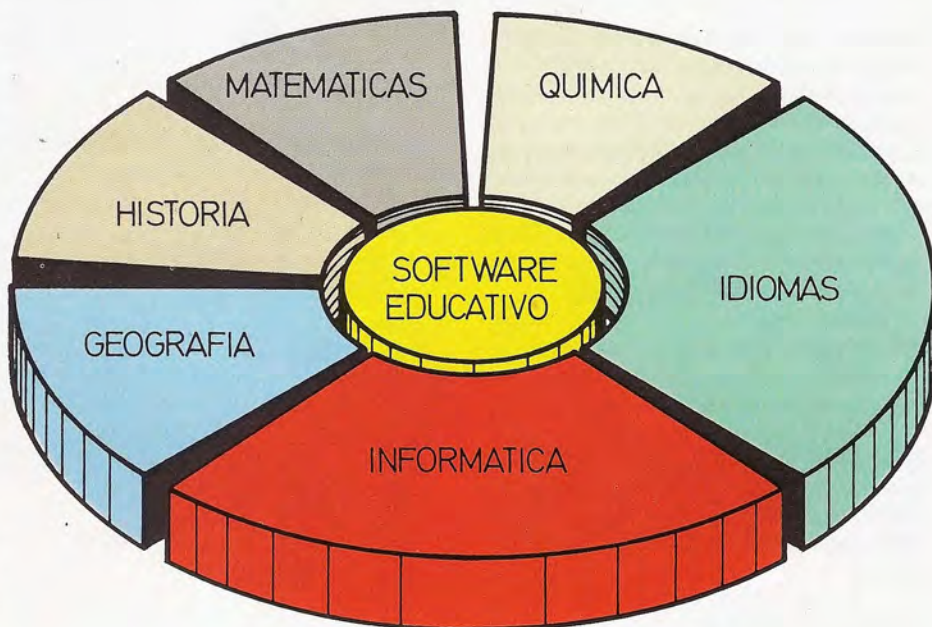 MATEMATICAS
QUIMICA
HISTORIA
SOFTWARE
EDUCATIVO
IDIOMAS
GEOGRAFIA
INFORMATICA